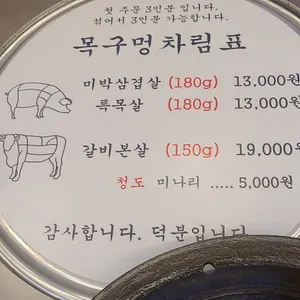 첫 주문 3인분 입니다.
섞어서 3인분 가능합니다.
목구멍차림표
미박삼겹살 (180g) 13,000원
특목살 (180g) 13,000원
갈비본살 (150g) 19,000원
청도 미나리 ..... 5,000원
감사합니다. 덕분입니다